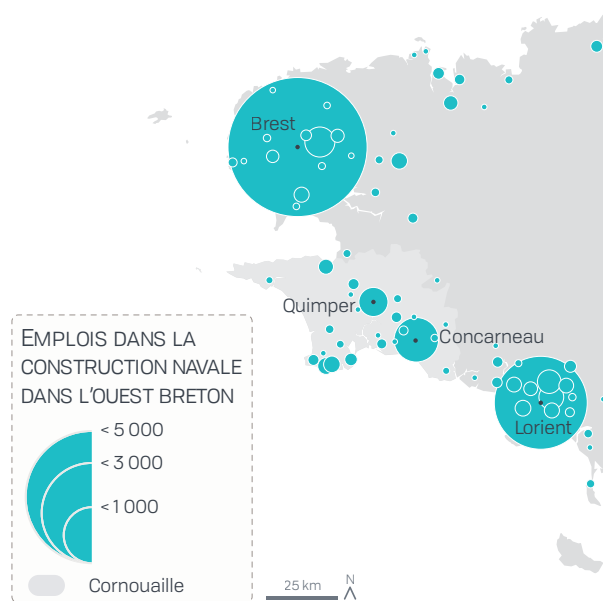 Brest
Quimper
Concarneau
Lorient
EMPLOIS DANS LA
CONSTRUCTION NAVALE
DANS L'OUEST BRETON
< 5 000
< 3 000
< 1 000
Cornouaille
25 km
N